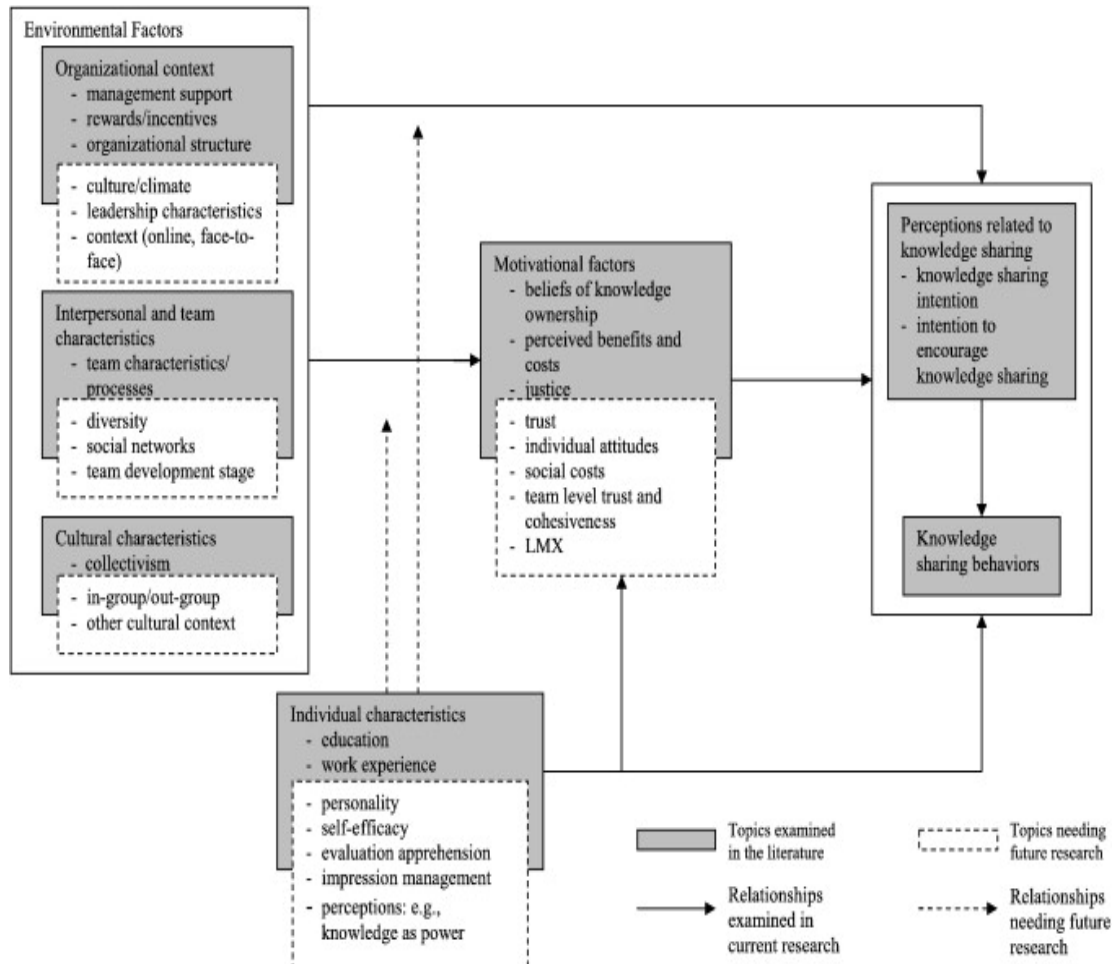 Environmental Factors
Organizational context
- management support
- rewards/incentives
- organizational structure
- culture/climate
- leadership characteristics
- context (online, face-to-
face)
Interpersonal and team
characteristics
- team characteristics/
processes
- diversity
- social networks
- team development stage
Cultural characteristics
- collectivism
- in-group/out-group
- other cultural context
Motivational factors
- beliefs of knowledge
ownership
- perceived benefits and
costs
- justice
- trust
- individual attitudes
- social costs
- team level trust and
cohesiveness
- LMX
Perceptions related to
knowledge sharing
- knowledge sharing
intention
- intention to
encourage
knowledge sharing
Knowledge
sharing behaviors
Individual characteristics
- education
- work experience
- personality
- self-efficacy
- evaluation apprehension
- impression management
- perceptions: e.g.,
knowledge as power
Topics examined
in the literature
Topics needing
future research
Relationships
examined in
current research
Relationships
needing future
research